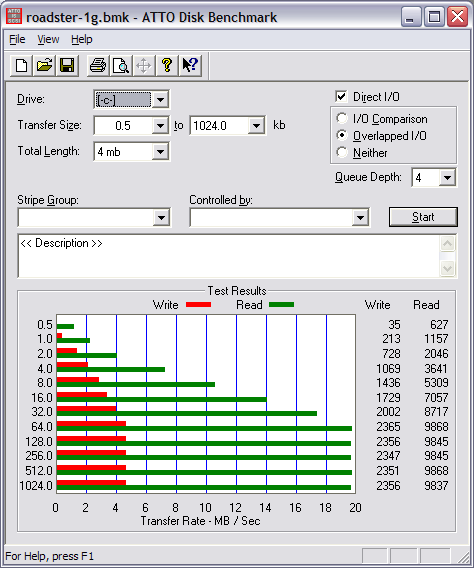 roadster-1g.bmk - ATTO Disk Benchmark
File View Help
Drive: [-c-] Direct I/O
Transfer Size: 0.5 to 1024.0 kb I/O Comparison
Overlapped I/O
Total Length: 4 mb Neither
Queue Depth: 4
Stripe Group: Controlled by:
Start
<< Description >>
Test Results
Write Read Write Read
0.5 35 627
1.0 213 1157
2.0 728 2046
4.0 1069 3641
8.0 1436 5309
16.0 1729 7057
32.0 2002 8717
64.0 2365 9868
128.0 2356 9845
256.0 2347 9845
512.0 2351 9868
1024.0 2356 9837
0 2 4 6 8 10 12 14 16 18 20
Transfer Rate - MB / Sec
For Help, press F1